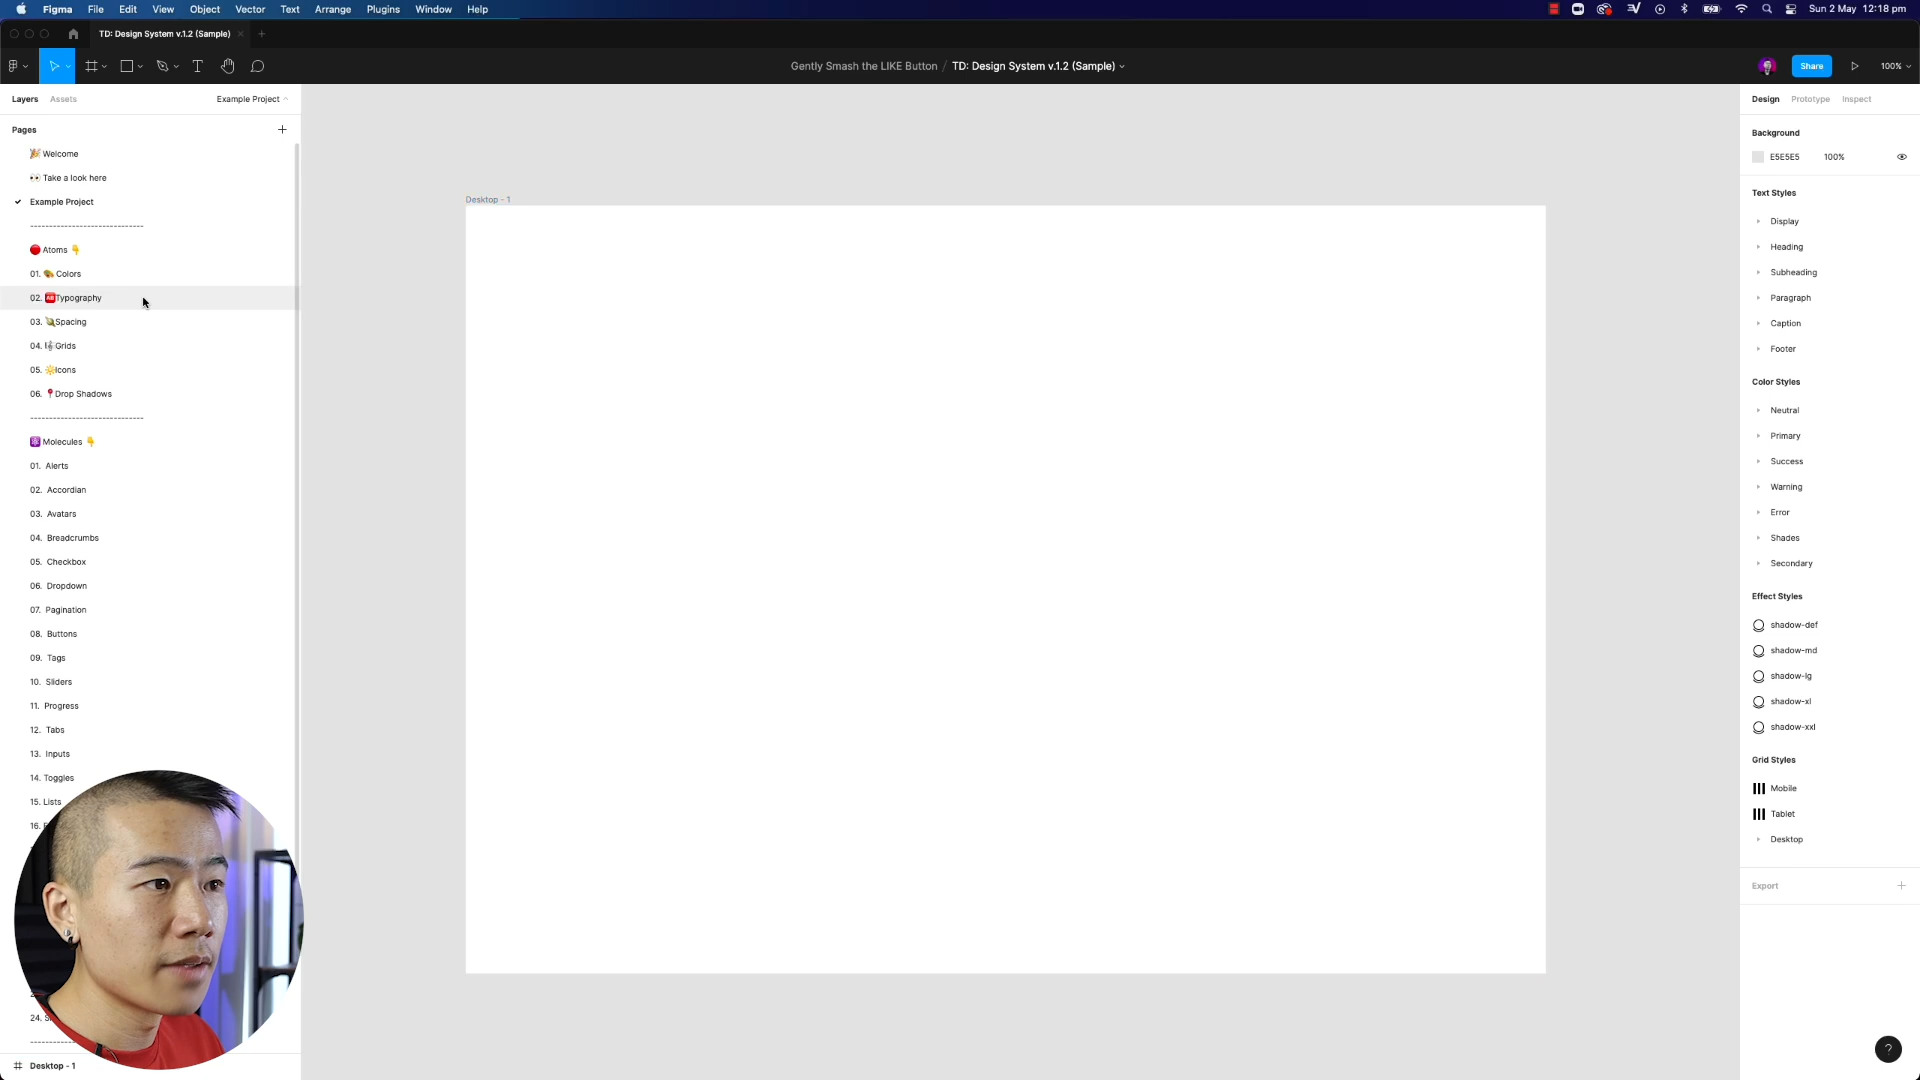 Figma File Edit View Object Vector Text Arrange Plugins Window Help
Sun 2 May 12:18 pm
TD: Design System v.1.2 (Sample)
Gently Smash the LIKE Button / TD: Design System v.1.2 (Sample)
Share
100%
Layers Assets
Example Project
Pages
Welcome
Take a look here
Example Project
------------------------------
Atoms
01. Colors
02. Typography
03. Spacing
04. Grids
05. Icons
06. Drop Shadows
------------------------------
Molecules
01. Alerts
02. Accordian
03. Avatars
04. Breadcrumbs
05. Checkbox
06. Dropdown
07. Pagination
08. Buttons
09. Tags
10. Sliders
11. Progress
12. Tabs
13. Inputs
14. Toggles
15. Lists
16.
24.
Desktop - 1
Desktop - 1
Design Prototype Inspect
Background
E5E5E5 100%
Text Styles
Display
Heading
Subheading
Paragraph
Caption
Footer
Color Styles
Neutral
Primary
Success
Warning
Error
Shades
Secondary
Effect Styles
shadow-def
shadow-md
shadow-lg
shadow-xl
shadow-xxl
Grid Styles
Mobile
Tablet
Desktop
Export
?